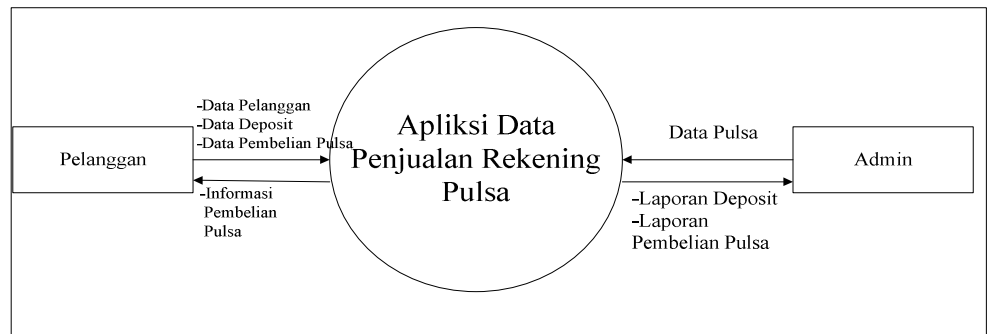 -Data Pelanggan
-Data Deposit
-Data Pembelian Pulsa
Pelanggan
-Informasi
Pembelian
Pulsa
Apliksi Data
Penjualan Rekening
Pulsa
Data Pulsa
Admin
-Laporan Deposit
-Laporan
Pembelian Pulsa